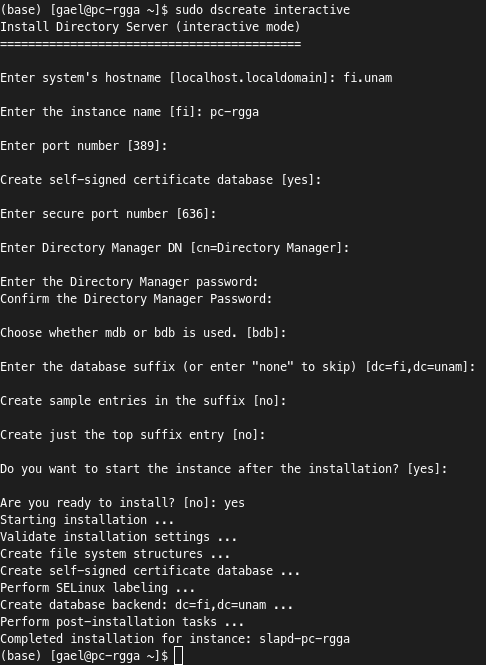 (base) [gael@pc-rgga ~]$ sudo dscreate interactive
Install Directory Server (interactive mode)
===========================================
Enter system's hostname [localhost.localdomain]: fi.unam
Enter the instance name [fi]: pc-rgga
Enter port number [389]:
Create self-signed certificate database [yes]:
Enter secure port number [636]:
Enter Directory Manager DN [cn=Directory Manager]:
Enter the Directory Manager password:
Confirm the Directory Manager Password:
Choose whether mdb or bdb is used. [bdb]:
Enter the database suffix (or enter "none" to skip) [dc=fi,dc=unam]:
Create sample entries in the suffix [no]:
Create just the top suffix entry [no]:
Do you want to start the instance after the installation? [yes]:
Are you ready to install? [no]: yes
Starting installation ...
Validate installation settings ...
Create file system structures ...
Create self-signed certificate database ...
Perform SELinux labeling ...
Create database backend: dc=fi,dc=unam ...
Perform post-installation tasks ...
Completed installation for instance: slapd-pc-rgga
(base) [gael@pc-rgga ~]$